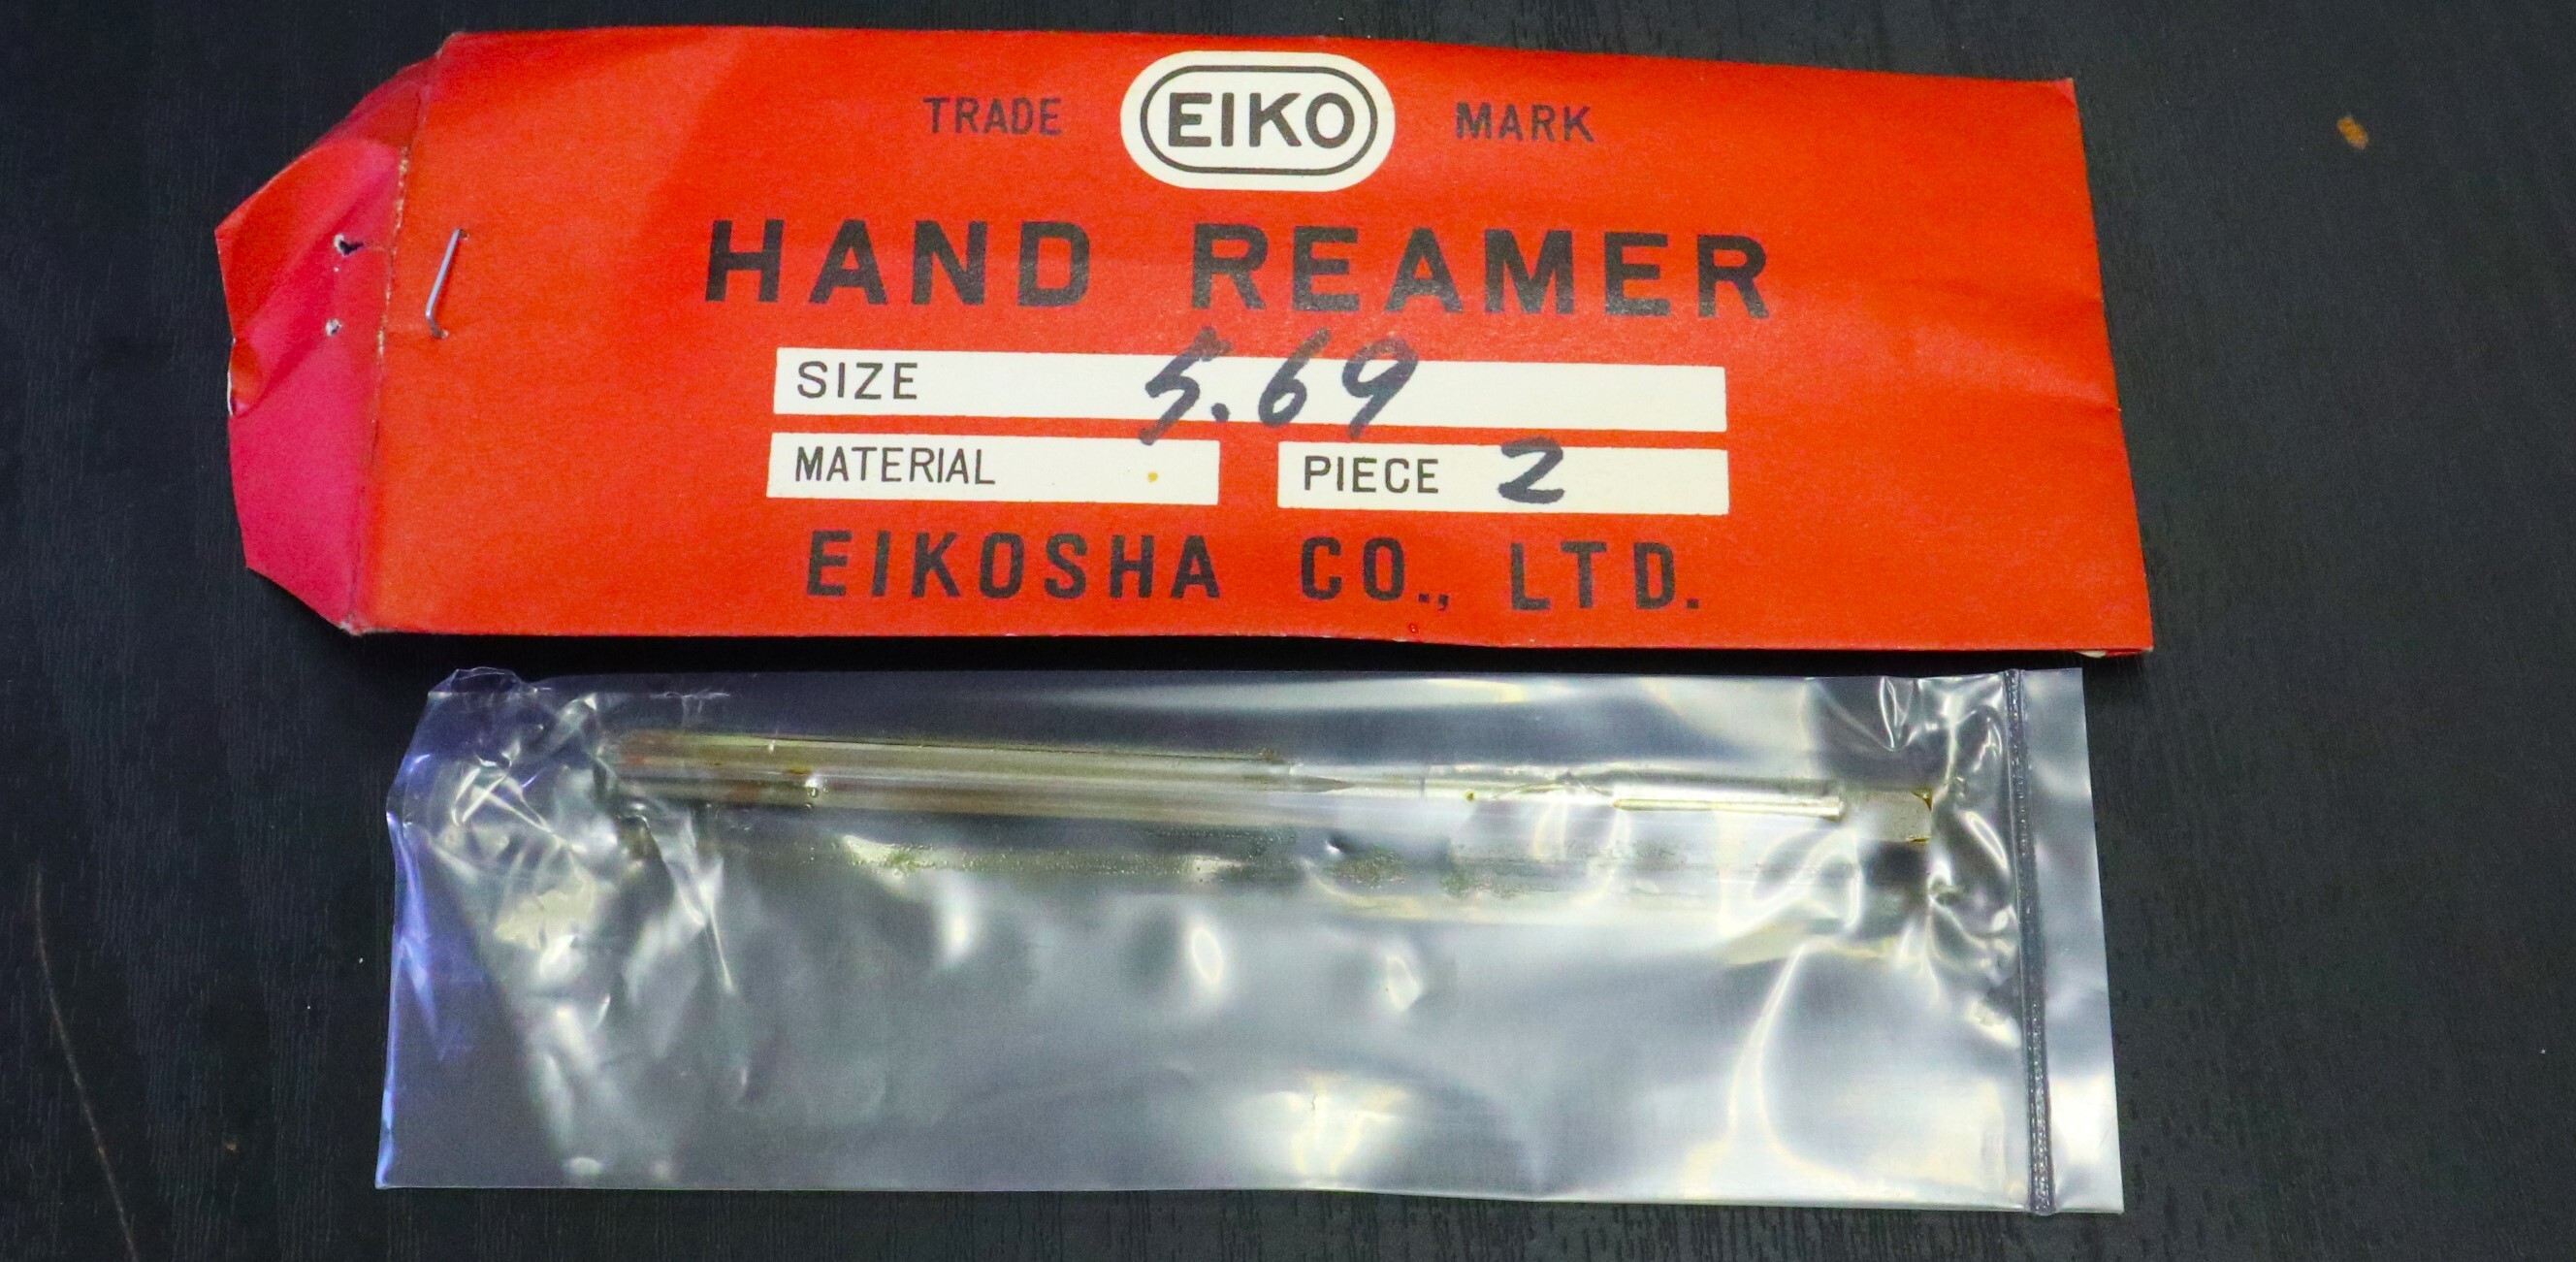 TRADE EIKO MARK
HAND REAMER
SIZE 5.69
MATERIAL PIECE 2
EIKOSHA CO., LTD.